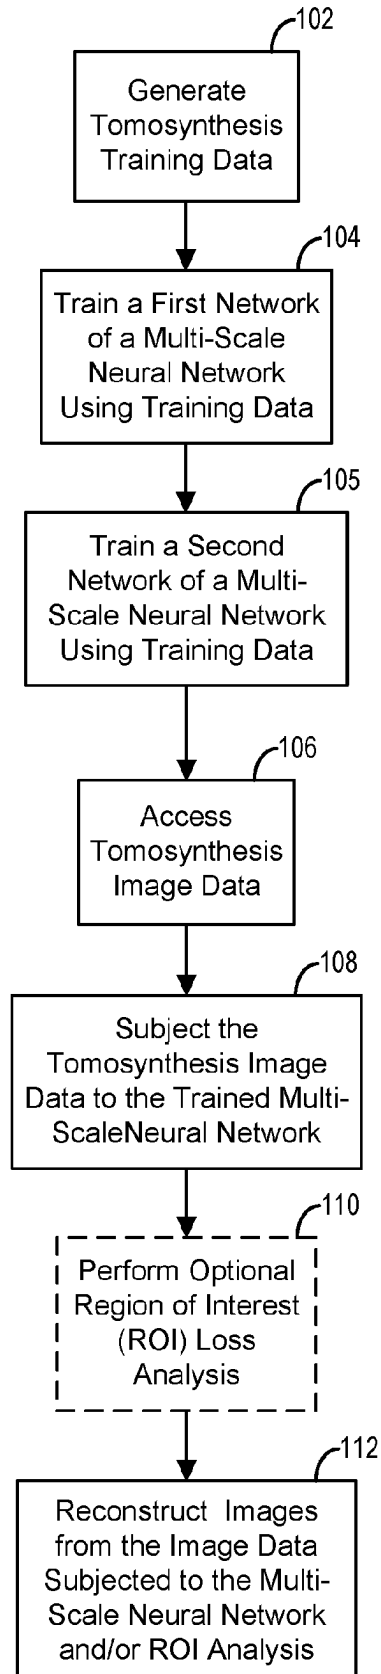 102
Generate
Tomosynthesis
Training Data
104
Train a First Network
of a Multi-Scale
Neural Network
Using Training Data
105
Train a Second
Network of a Multi-
Scale Neural Network
Using Training Data
106
Access
Tomosynthesis
Image Data
108
Subject the
Tomosynthesis Image
Data to the Trained Multi-
ScaleNeural Network
110
Perform Optional
Region of Interest
(ROI) Loss
Analysis
112
Reconstruct Images
from the Image Data
Subjected to the Multi-
Scale Neural Network
and/or ROI Analysis